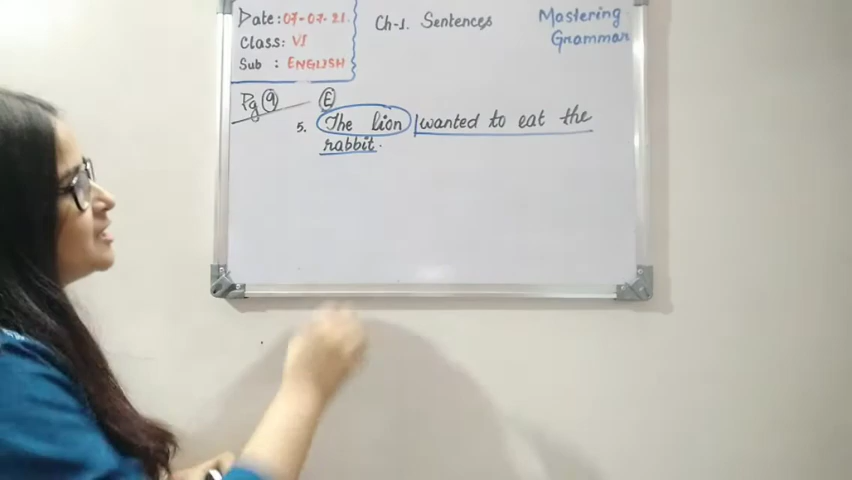 Date: 07-07-21.
Class: VI
Sub : ENGLISH
Ch-1. Sentences
Mastering
Grammar
Pg 9 E
5. The lion wanted to eat the
rabbit.